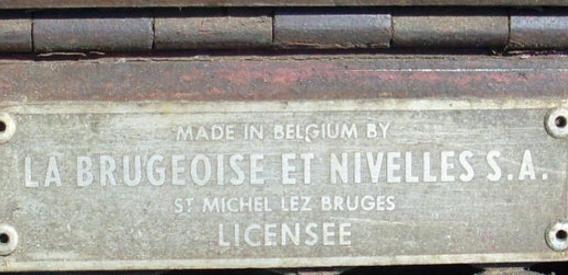 MADE IN BELGIUM BY
LA BRUGEOISE ET NIVELLES S.A.
ST MICHEL LEZ BRUGES
LICENSEE